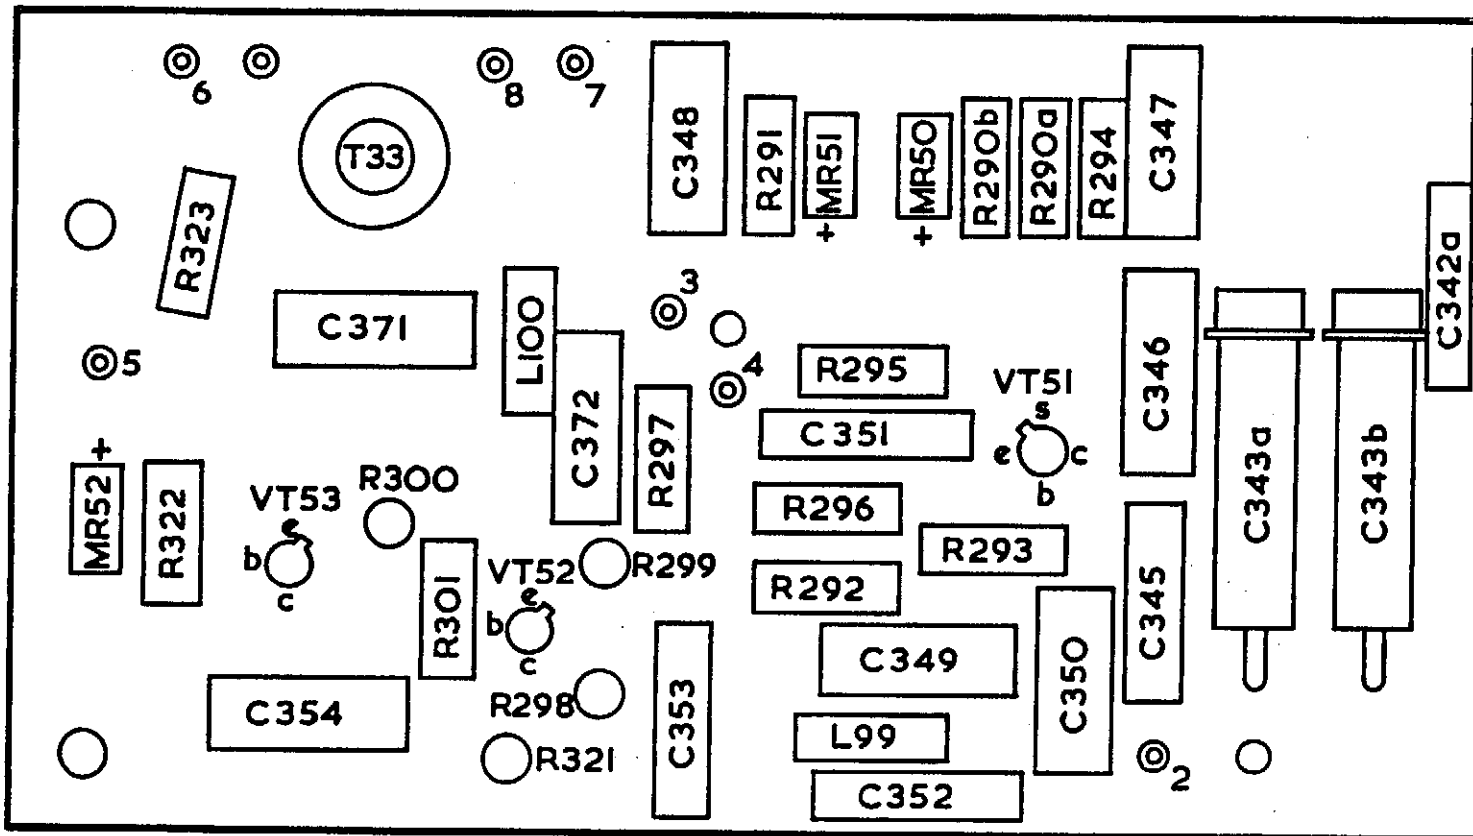 6
8
7
T33
C348
R291
MR51
+
MR50
+
R290b
R290a
R294
C347
R323
C342a
C371
L100
3
5
4
R295
VT51
s
e
c
b
C346
C343a
C343b
C372
R297
C351
+
MR52
R322
VT53
e
b
c
R300
R296
R293
R299
VT52
e
b
c
R301
R292
C345
C349
C350
R298
C353
C354
L99
R321
2
C352